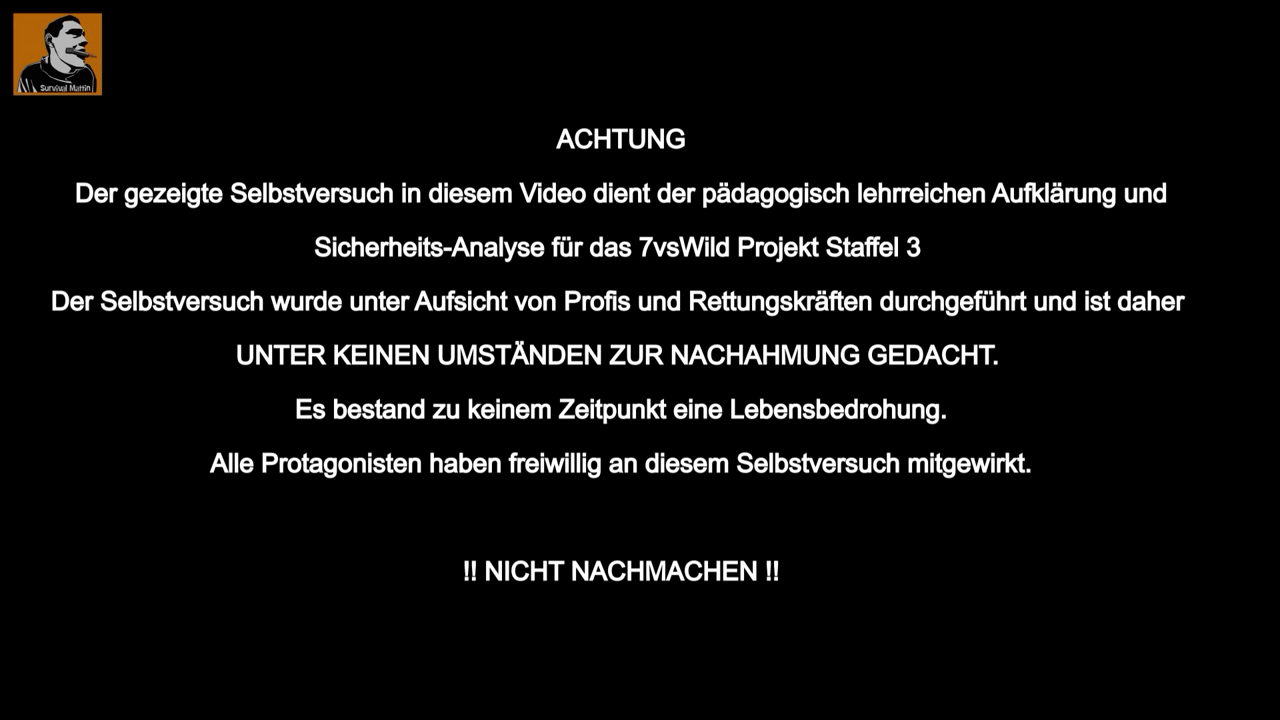 Survival Mattin
ACHTUNG
Der gezeigte Selbstversuch in diesem Video dient der pädagogisch lehrreichen Aufklärung und
Sicherheits-Analyse für das 7vsWild Projekt Staffel 3
Der Selbstversuch wurde unter Aufsicht von Profis und Rettungskräften durchgeführt und ist daher
UNTER KEINEN UMSTÄNDEN ZUR NACHAHMUNG GEDACHT.
Es bestand zu keinem Zeitpunkt eine Lebensbedrohung.
Alle Protagonisten haben freiwillig an diesem Selbstversuch mitgewirkt.
!! NICHT NACHMACHEN !!